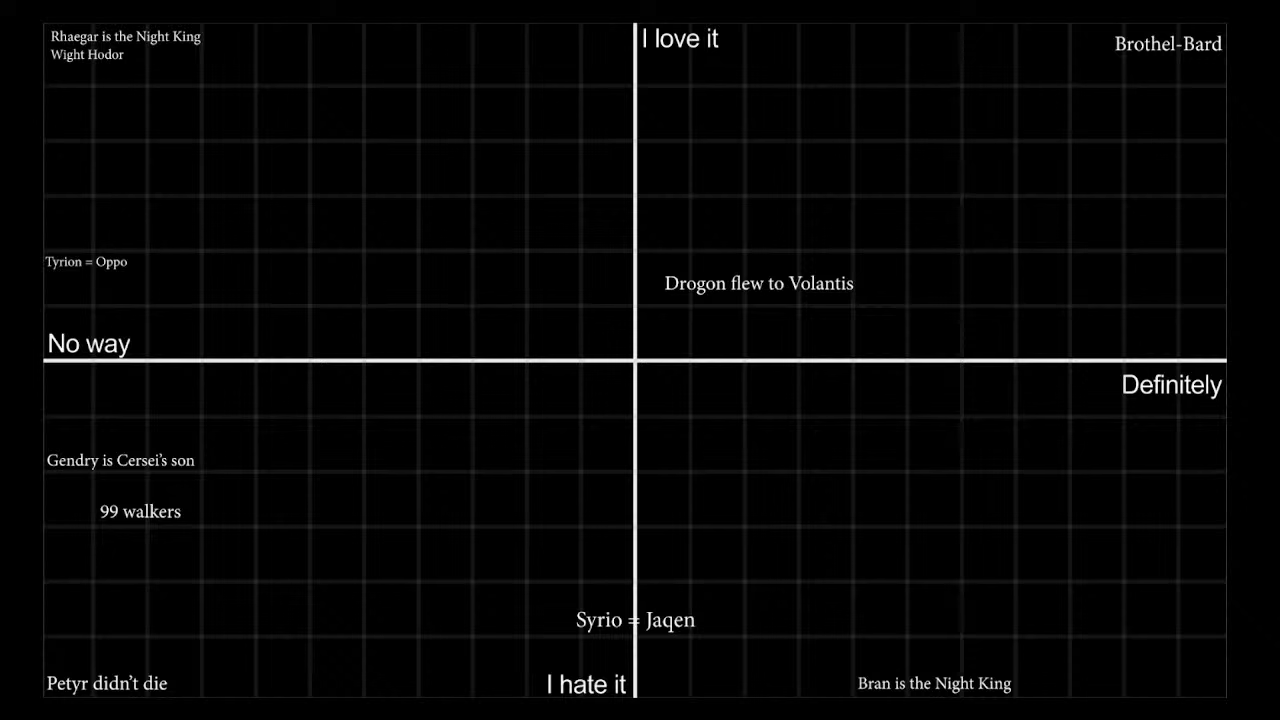 Rhaegar is the Night King
Wight Hodor
I love it
Brothel-Bard
Tyrion = Oppo
Drogon flew to Volantis
No way
Definitely
Gendry is Cersei's son
99 walkers
Syrio = Jaqen
Petyr didn't die
I hate it
Bran is the Night King